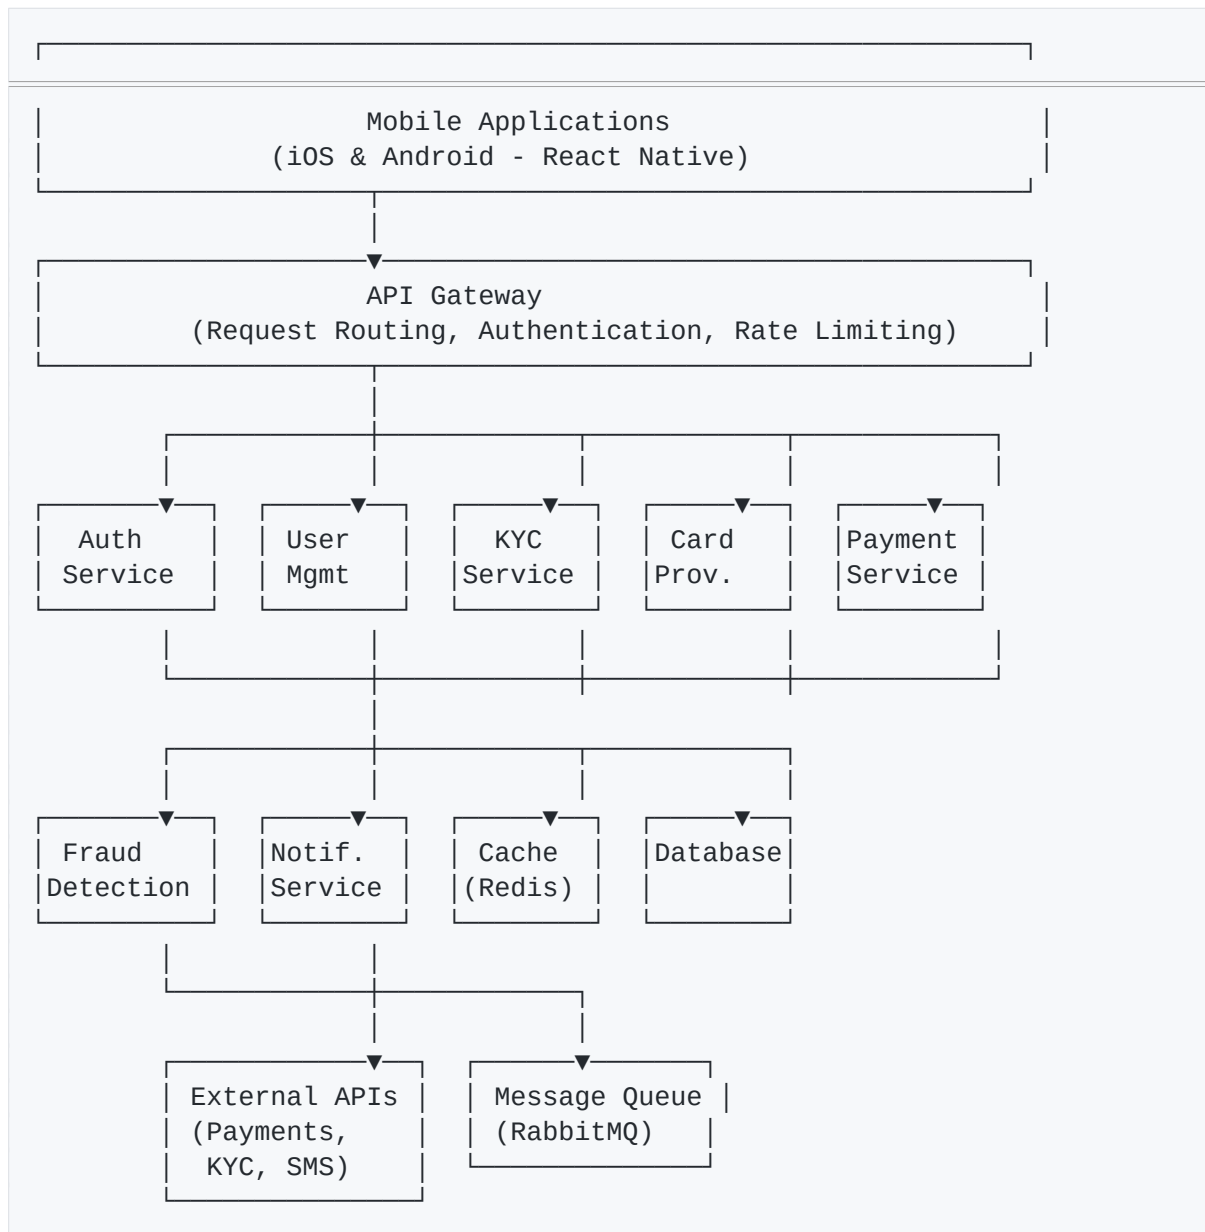 Mobile Applications
(iOS & Android - React Native)
API Gateway
(Request Routing, Authentication, Rate Limiting)
Auth User KYC Card Payment
Service Mgmt Service Prov. Service
Fraud Notif. Cache Database
Detection Service (Redis)
External APIs Message Queue
(Payments, (RabbitMQ)
KYC, SMS)